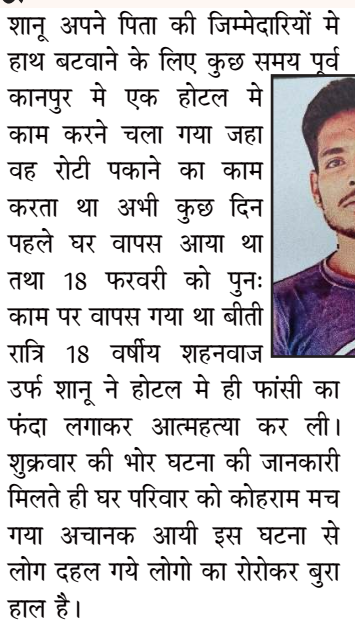 शानू अपने पिता की जिम्मेदारियों मे
हाथ बटवाने के लिए कुछ समय पूर्व
कानपुर मे एक होटल मे
काम करने चला गया जहा
वह रोटी पकाने का काम
करता था अभी कुछ दिन
पहले घर वापस आया था
तथा 18 फरवरी को पुनः
काम पर वापस गया था बीती
रात्रि 18 वर्षीय शहनवाज
उर्फ शानू ने होटल मे ही फांसी का
फंदा लगाकर आत्महत्या कर ली।
शुक्रवार की भोर घटना की जानकारी
मिलते ही घर परिवार को कोहराम मच
गया अचानक आयी इस घटना से
लोग दहल गये लोगो का रोरोकर बुरा
हाल है।